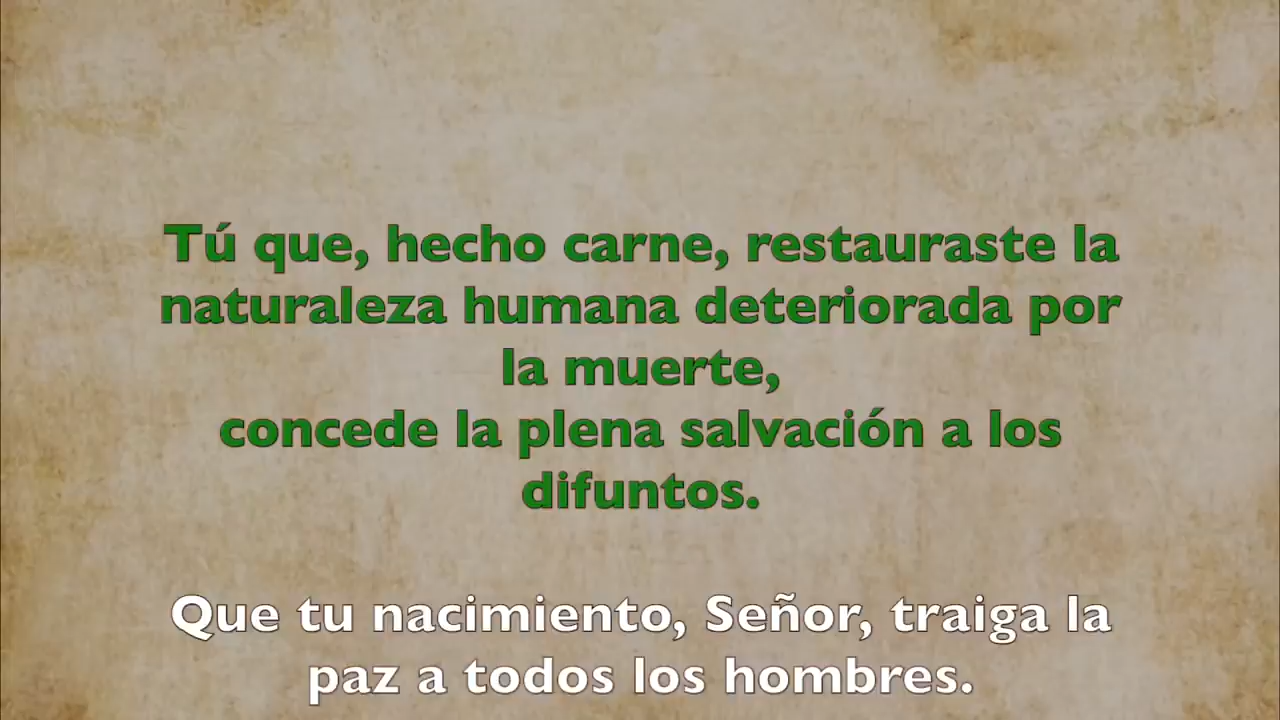 Tú que, hecho carne, restauraste la
naturaleza humana deteriorada por
la muerte,
concede la plena salvación a los
difuntos.
Que tu nacimiento, Señor, traiga la
paz a todos los hombres.